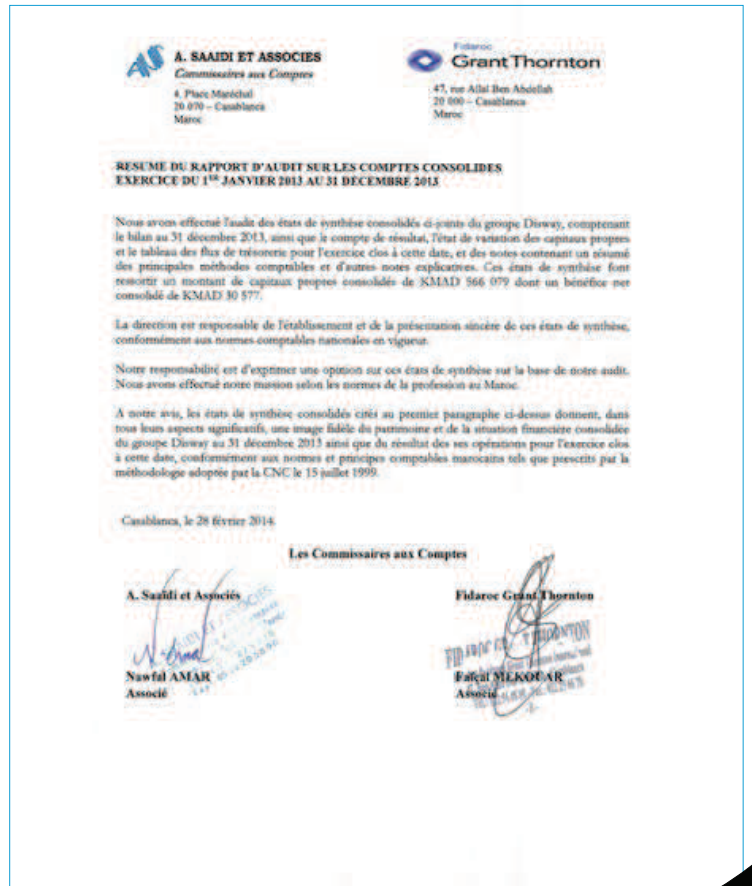 A. SAAIDI ET ASSOCIES
Commissaires aux Comptes
4, Place Maréchal
20 070 – Casablanca
Maroc
Fidaroc
Grant Thornton
47, rue Allal Ben Abdellah
20 000 – Casablanca
Maroc
RESUME DU RAPPORT D'AUDIT SUR LES COMPTES CONSOLIDES
EXERCICE DU 1ER JANVIER 2013 AU 31 DECEMBRE 2013
Nous avons effectué l'audit des états de synthèse consolidés ci-joints du groupe Disway, comprenant
le bilan au 31 décembre 2013, ainsi que le compte de résultat, l'état de variation des capitaux propres
et le tableau des flux de trésorerie pour l'exercice clos à cette date, et des notes contenant un résumé
des principales méthodes comptables et d'autres notes explicatives. Ces états de synthèse font
ressortir un montant de capitaux propres consolidés de KMAD 566 079 dont un bénéfice net
consolidé de KMAD 30 577.
La direction est responsable de l'établissement et de la présentation sincère de ces états de synthèse,
conformément aux normes comptables nationales en vigueur.
Notre responsabilité est d'exprimer une opinion sur ces états de synthèse sur la base de notre audit.
Nous avons effectué notre mission selon les normes de la profession au Maroc.
A notre avis, les états de synthèse consolidés cités au premier paragraphe ci-dessus donnent, dans
tous leurs aspects significatifs, une image fidèle du patrimoine et de la situation financière consolidée
du groupe Disway au 31 décembre 2013 ainsi que du résultat des ses opérations pour l'exercice clos
à cette date, conformément aux normes et principes comptables marocains tels que prescrits par la
méthodologie adoptée par la CNC le 15 juillet 1999.
Casablanca, le 28 février 2014.
Les Commissaires aux Comptes
A. Saaïdi et Associés
Fidaroc Grant Thornton
Nawfal AMAR
Associé
Faïçal MEKOUAR
Associé